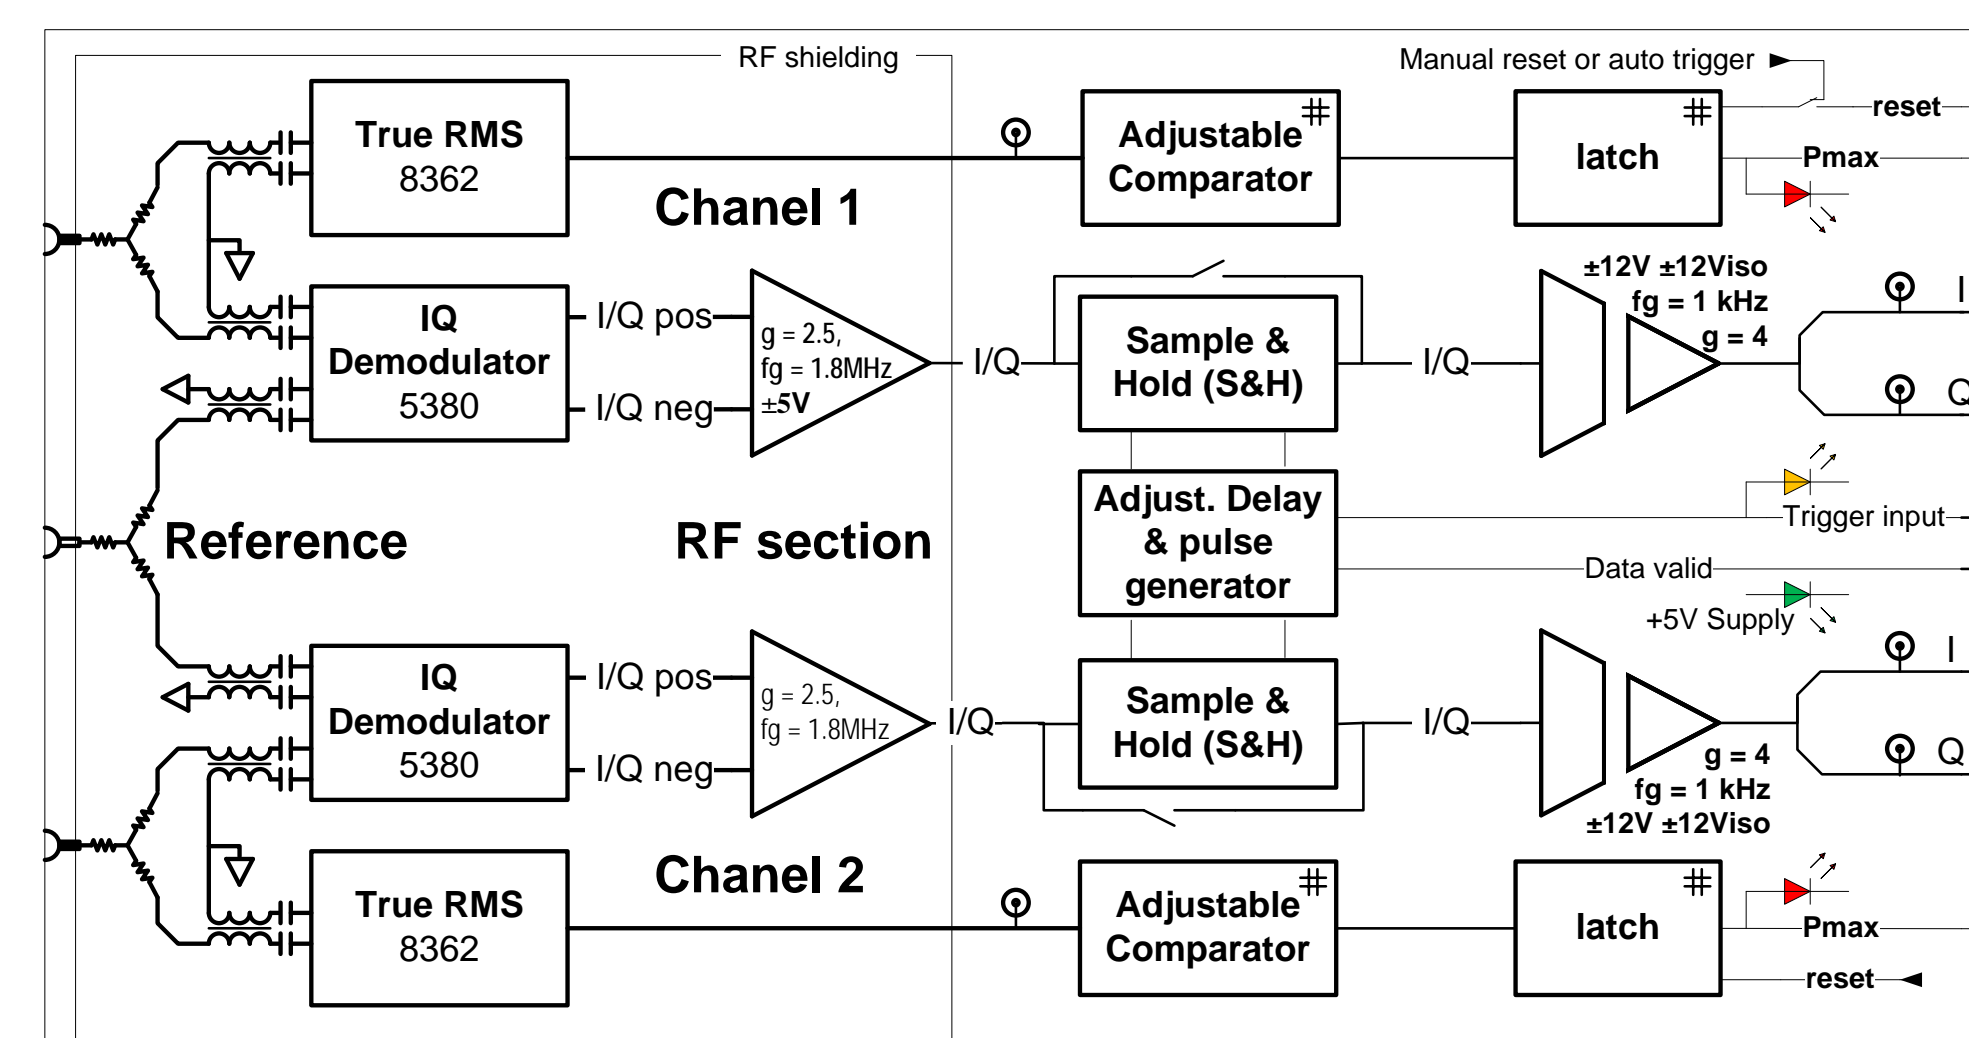 RF shielding
Manual reset or auto trigger
True RMS
8362
Adjustable
Comparator
latch
reset
Pmax
Chanel 1
IQ
Demodulator
5380
I/Q pos
I/Q neg
g = 2.5,
fg = 1.8MHz
±5V
I/Q
Sample &
Hold (S&H)
I/Q
±12V ±12Viso
fg = 1 kHz
g = 4
I
Q
Reference
RF section
Adjust. Delay
& pulse
generator
Trigger input
Data valid
+5V Supply
IQ
Demodulator
5380
I/Q pos
I/Q neg
g = 2.5,
fg = 1.8MHz
I/Q
Sample &
Hold (S&H)
I/Q
g = 4
fg = 1 kHz
±12V ±12Viso
I
Q
Chanel 2
True RMS
8362
Adjustable
Comparator
latch
Pmax
reset